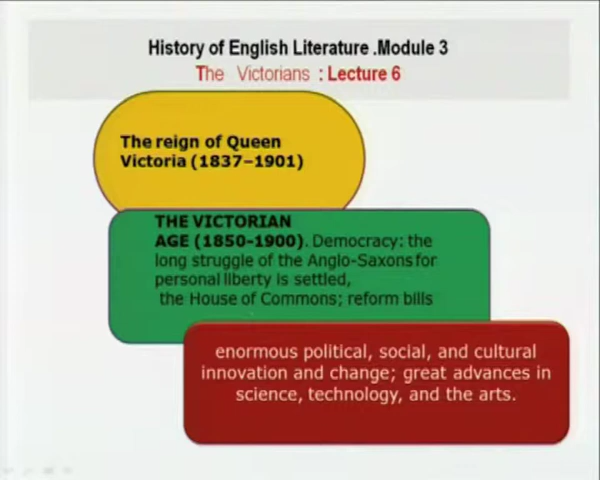 History of English Literature .Module 3
The Victorians : Lecture 6
The reign of Queen
Victoria (1837–1901)
THE VICTORIAN
AGE (1850-1900). Democracy: the
long struggle of the Anglo-Saxons for
personal liberty is settled,
the House of Commons; reform bills
enormous political, social, and cultural
innovation and change; great advances in
science, technology, and the arts.